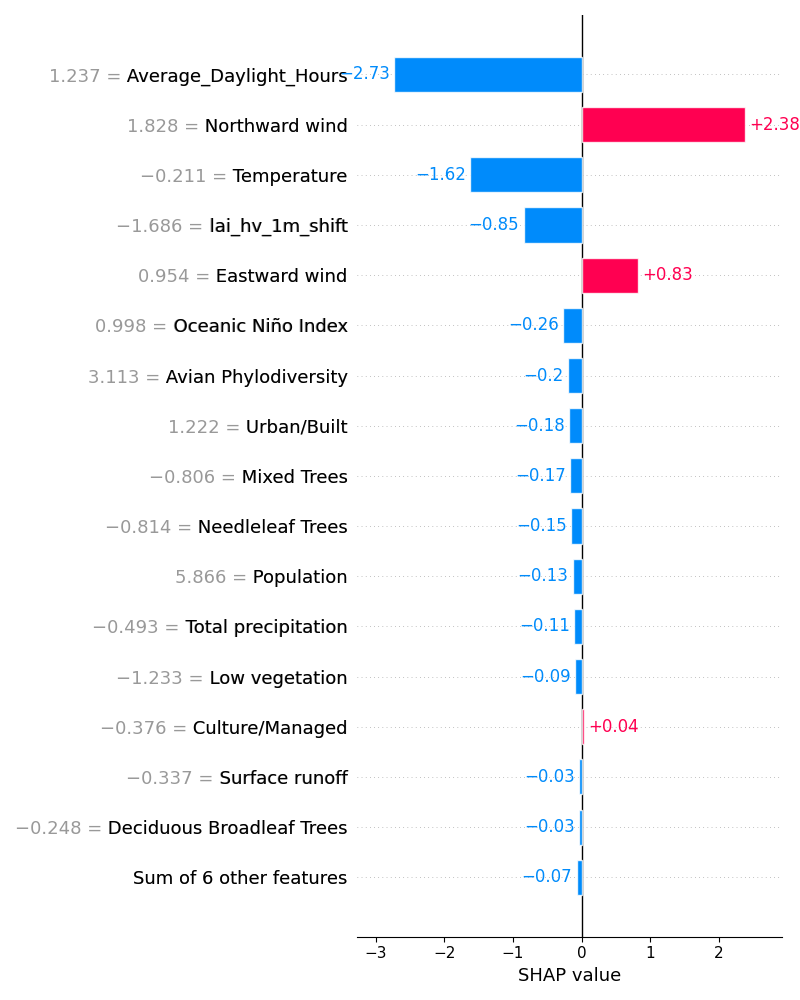 1.237 = Average_Daylight_Hours −2.73
1.828 = Northward wind +2.38
−0.211 = Temperature −1.62
−1.686 = lai_hv_1m_shift −0.85
0.954 = Eastward wind +0.83
0.998 = Oceanic Niño Index −0.26
3.113 = Avian Phylodiversity −0.2
1.222 = Urban/Built −0.18
−0.806 = Mixed Trees −0.17
−0.814 = Needleleaf Trees −0.15
5.866 = Population −0.13
−0.493 = Total precipitation −0.11
−1.233 = Low vegetation −0.09
−0.376 = Culture/Managed +0.04
−0.337 = Surface runoff −0.03
−0.248 = Deciduous Broadleaf Trees −0.03
Sum of 6 other features −0.07
−3 −2 −1 0 1 2
SHAP value